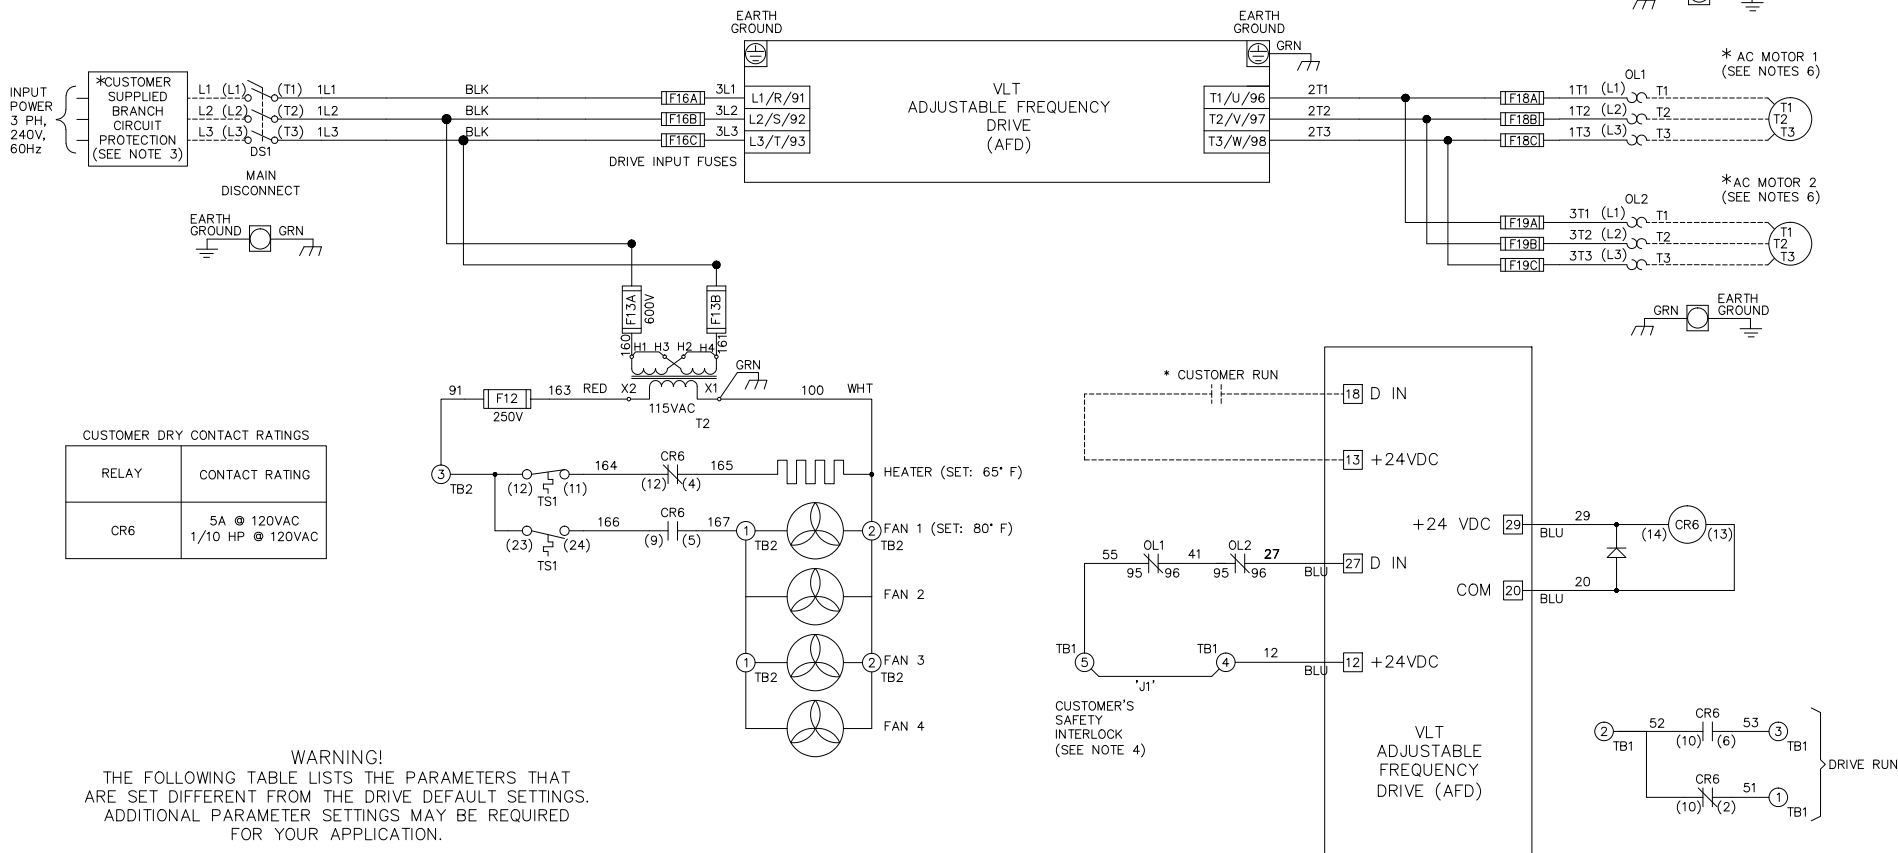 EARTH
GROUND
EARTH
GROUND
GRN
INPUT
POWER
3 PH,
240V,
60Hz
*CUSTOMER
SUPPLIED
BRANCH
CIRCUIT
PROTECTION
(SEE NOTE 3)
L1 (L1) (T1) 1L1 BLK F16A 3L1
L2 (L2) (T2) 1L2 BLK F16B 3L2
L3 (L3) (T3) 1L3 BLK F16C 3L3
DS1
MAIN
DISCONNECT
DRIVE INPUT FUSES
L1/R/91
L2/S/92
L3/T/93
VLT
ADJUSTABLE FREQUENCY
DRIVE
(AFD)
T1/U/96
T2/V/97
T3/W/98
2T1
2T2
2T3
* AC MOTOR 1
(SEE NOTES 6)
OL1
F18A 1T1 (L1) T1
F18B 1T2 (L2) T2
F18C 1T3 (L3) T3
T1
T2
T3
*AC MOTOR 2
(SEE NOTES 6)
OL2
F19A 3T1 (L1) T1
F19B 3T2 (L2) T2
F19C 3T3 (L3) T3
T1
T2
T3
EARTH
GROUND
GRN
GRN
EARTH
GROUND
F13A
600V
F13B
160
161
H1 H3 H2 H4
GRN
91 F12 163 RED X2 X1 100 WHT
250V
115VAC
T2
CUSTOMER DRY CONTACT RATINGS
RELAY CONTACT RATING
CR6 5A @ 120VAC
1/10 HP @ 120VAC
3
TB2
(12) (11)
TS1
164
CR6
(12) (4)
165
HEATER (SET: 65° F)
(23) (24)
TS1
166
CR6
(9) (5)
167
1
TB2
2
TB2
FAN 1 (SET: 80° F)
FAN 2
1
TB2
2
TB2
FAN 3
FAN 4
* CUSTOMER RUN
18 D IN
13 +24VDC
+24 VDC 29
29
BLU
CR6
(14) (13)
55 OL1 41 OL2 27
95 96 95 96
BLU
27 D IN
COM 20
20
BLU
TB1
5
TB1
4
12
BLU
12 +24VDC
'J1'
CUSTOMER'S
SAFETY
INTERLOCK
(SEE NOTE 4)
VLT
ADJUSTABLE
FREQUENCY
DRIVE (AFD)
2
TB1
52
CR6
(10) (6)
53
3
TB1
DRIVE RUN
CR6
(10) (2)
51
1
TB1
WARNING!
THE FOLLOWING TABLE LISTS THE PARAMETERS THAT
ARE SET DIFFERENT FROM THE DRIVE DEFAULT SETTINGS.
ADDITIONAL PARAMETER SETTINGS MAY BE REQUIRED
FOR YOUR APPLICATION.